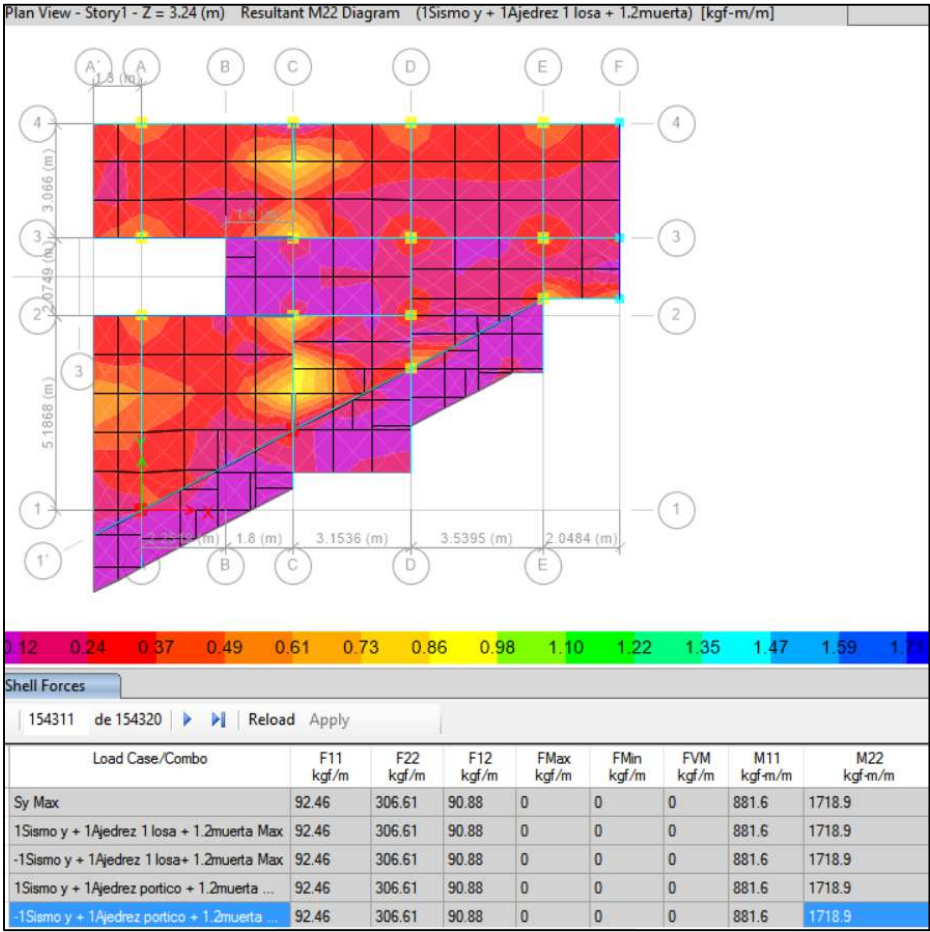 Plan View - Story1 - Z = 3.24 (m) Resultant M22 Diagram (1Sismo y + 1Ajedrez 1 losa + 1.2muerta) [kgf-m/m]
A´ A B C D E F
1.3 (m)
4 4
3.066 (m)
1.8 (m)
3 3
2.0749 (m)
2 2
3
5.1868 (m)
Y
1 X 1
(m) 1.8 (m) 3.1536 (m) 3.5395 (m) 2.0484 (m)
1´ B C D E
0.12 0.24 0.37 0.49 0.61 0.73 0.86 0.98 1.10 1.22 1.35 1.47 1.59 1.71
Shell Forces
154311 de 154320 Reload Apply
Load Case/Combo F11 F22 F12 FMax FMin FVM M11 M22
kgf/m kgf/m kgf/m kgf/m kgf/m kgf/m kgf-m/m kgf-m/m
Sy Max 92.46 306.61 90.88 0 0 0 881.6 1718.9
1Sismo y + 1Ajedrez 1 losa + 1.2muerta Max 92.46 306.61 90.88 0 0 0 881.6 1718.9
-1Sismo y + 1Ajedrez 1 losa+ 1.2muerta Max 92.46 306.61 90.88 0 0 0 881.6 1718.9
1Sismo y + 1Ajedrez portico + 1.2muerta ... 92.46 306.61 90.88 0 0 0 881.6 1718.9
-1Sismo y + 1Ajedrez portico + 1.2muerta ... 92.46 306.61 90.88 0 0 0 881.6 1718.9